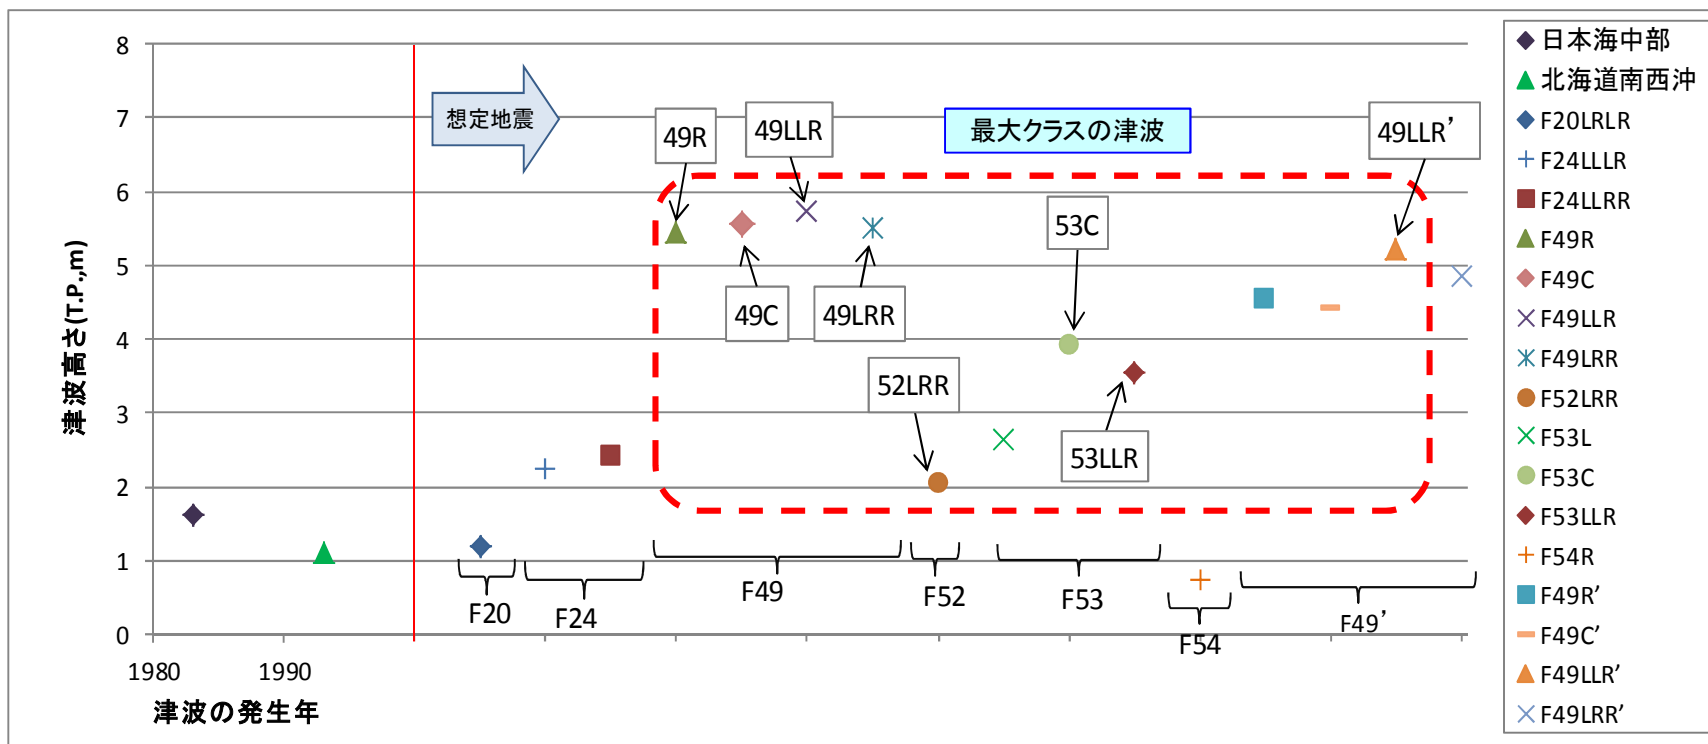 8
7
6
5
4
3
2
1
0
津波高さ(T.P.,m)
1980
1990
津波の発生年
想定地震
最大クラスの津波
49R
49LLR
49LLR’
49C
49LRR
53C
52LRR
53LLR
F20
F24
F49
F52
F53
F54
F49’
日本海中部
北海道南西沖
F20LRLR
F24LLLR
F24LLRR
F49R
F49C
F49LLR
F49LRR
F52LRR
F53L
F53C
F53LLR
F54R
F49R’
F49C’
F49LLR’
F49LRR’